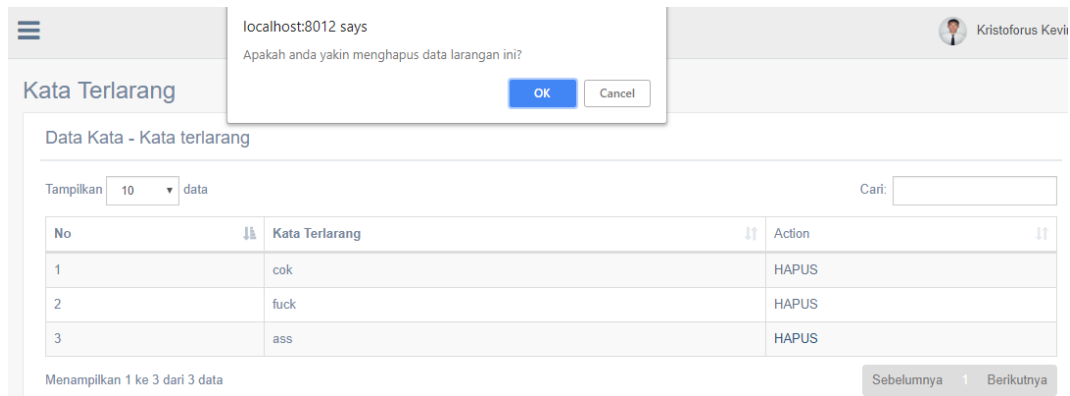 localhost:8012 says
Kristoforus Kevin
Apakah anda yakin menghapus data larangan ini?
OK Cancel
Kata Terlarang
Data Kata - Kata terlarang
Tampilkan 10 data Cari:
No Kata Terlarang Action
1 cok HAPUS
2 fuck HAPUS
3 ass HAPUS
Menampilkan 1 ke 3 dari 3 data Sebelumnya 1 Berikutnya